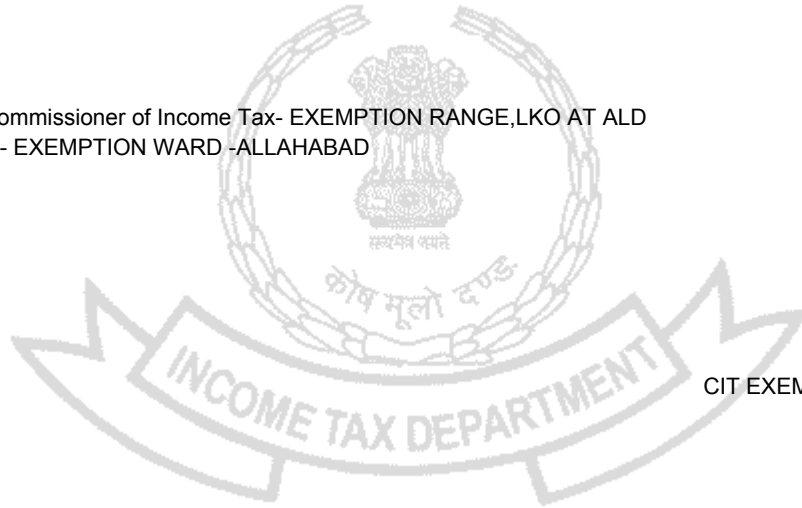 ommissioner of Income Tax- EXEMPTION RANGE,LKO AT ALD
- EXEMPTION WARD -ALLAHABAD
सत्यमेव जयते
कोष मूलो दण्डः
CIT EXEM
INCOME TAX DEPARTMENT